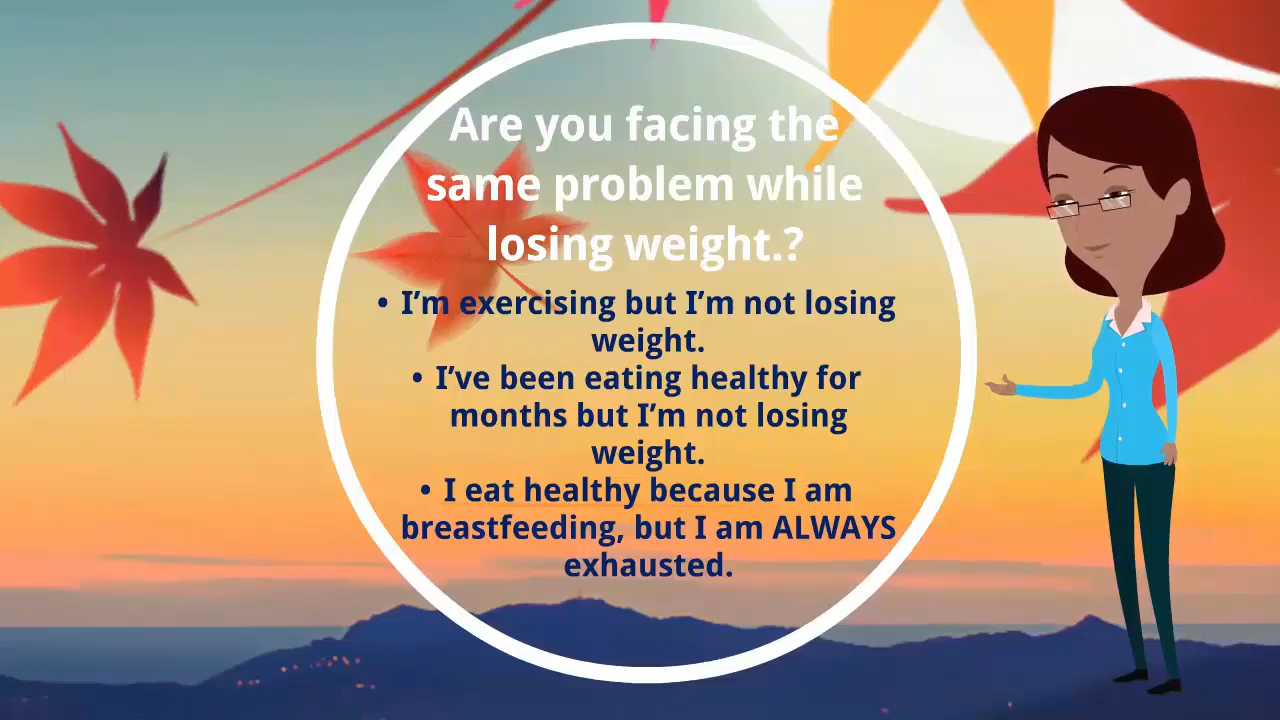 Are you facing the
same problem while
losing weight.?
• I’m exercising but I’m not losing
weight.
• I’ve been eating healthy for
months but I’m not losing
weight.
• I eat healthy because I am
breastfeeding, but I am ALWAYS
exhausted.